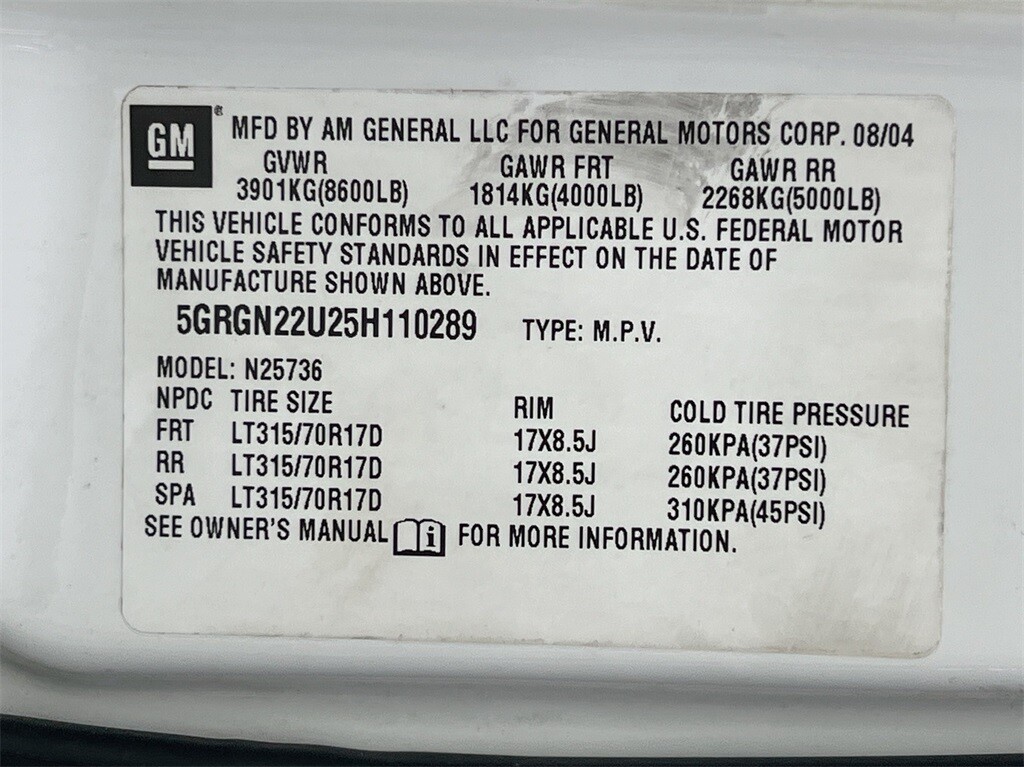 GM ® MFD BY AM GENERAL LLC FOR GENERAL MOTORS CORP. 08/04
GVWR GAWR FRT GAWR RR
3901KG(8600LB) 1814KG(4000LB) 2268KG(5000LB)
THIS VEHICLE CONFORMS TO ALL APPLICABLE U.S. FEDERAL MOTOR
VEHICLE SAFETY STANDARDS IN EFFECT ON THE DATE OF
MANUFACTURE SHOWN ABOVE.
5GRGN22U25H110289 TYPE: M.P.V.
MODEL: N25736
NPDC TIRE SIZE RIM COLD TIRE PRESSURE
FRT LT315/70R17D 17X8.5J 260KPA(37PSI)
RR LT315/70R17D 17X8.5J 260KPA(37PSI)
SPA LT315/70R17D 17X8.5J 310KPA(45PSI)
SEE OWNER'S MANUAL i FOR MORE INFORMATION.